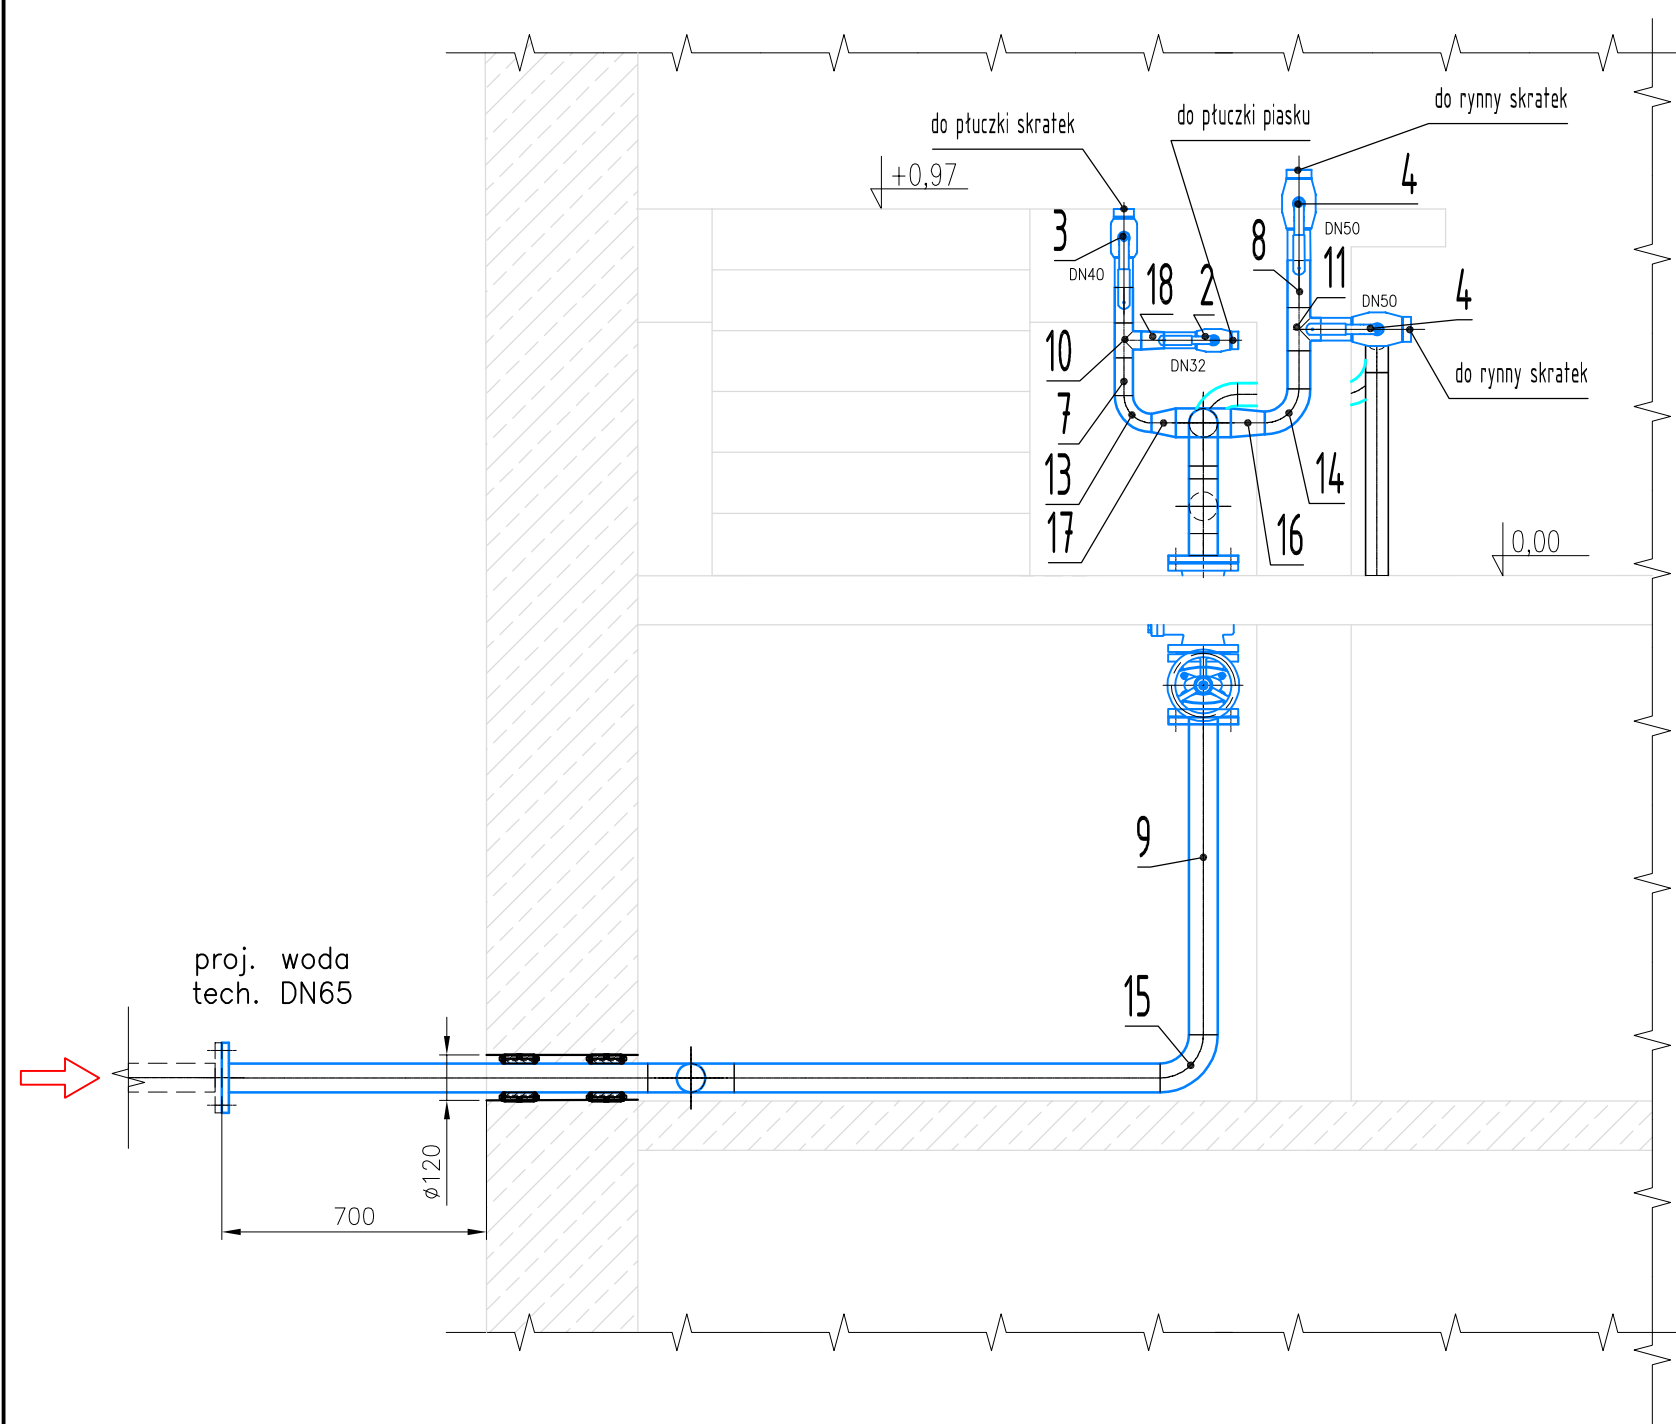 do rynny skratek
do płuczki piasku
do płuczki skratek
+0,97
4
3
8
DN50
11
DN40
18
2
4
DN50
10
DN32
do rynny skratek
7
13
14
17
16
0,00
9
proj. woda
tech. DN65
15
ø120
700